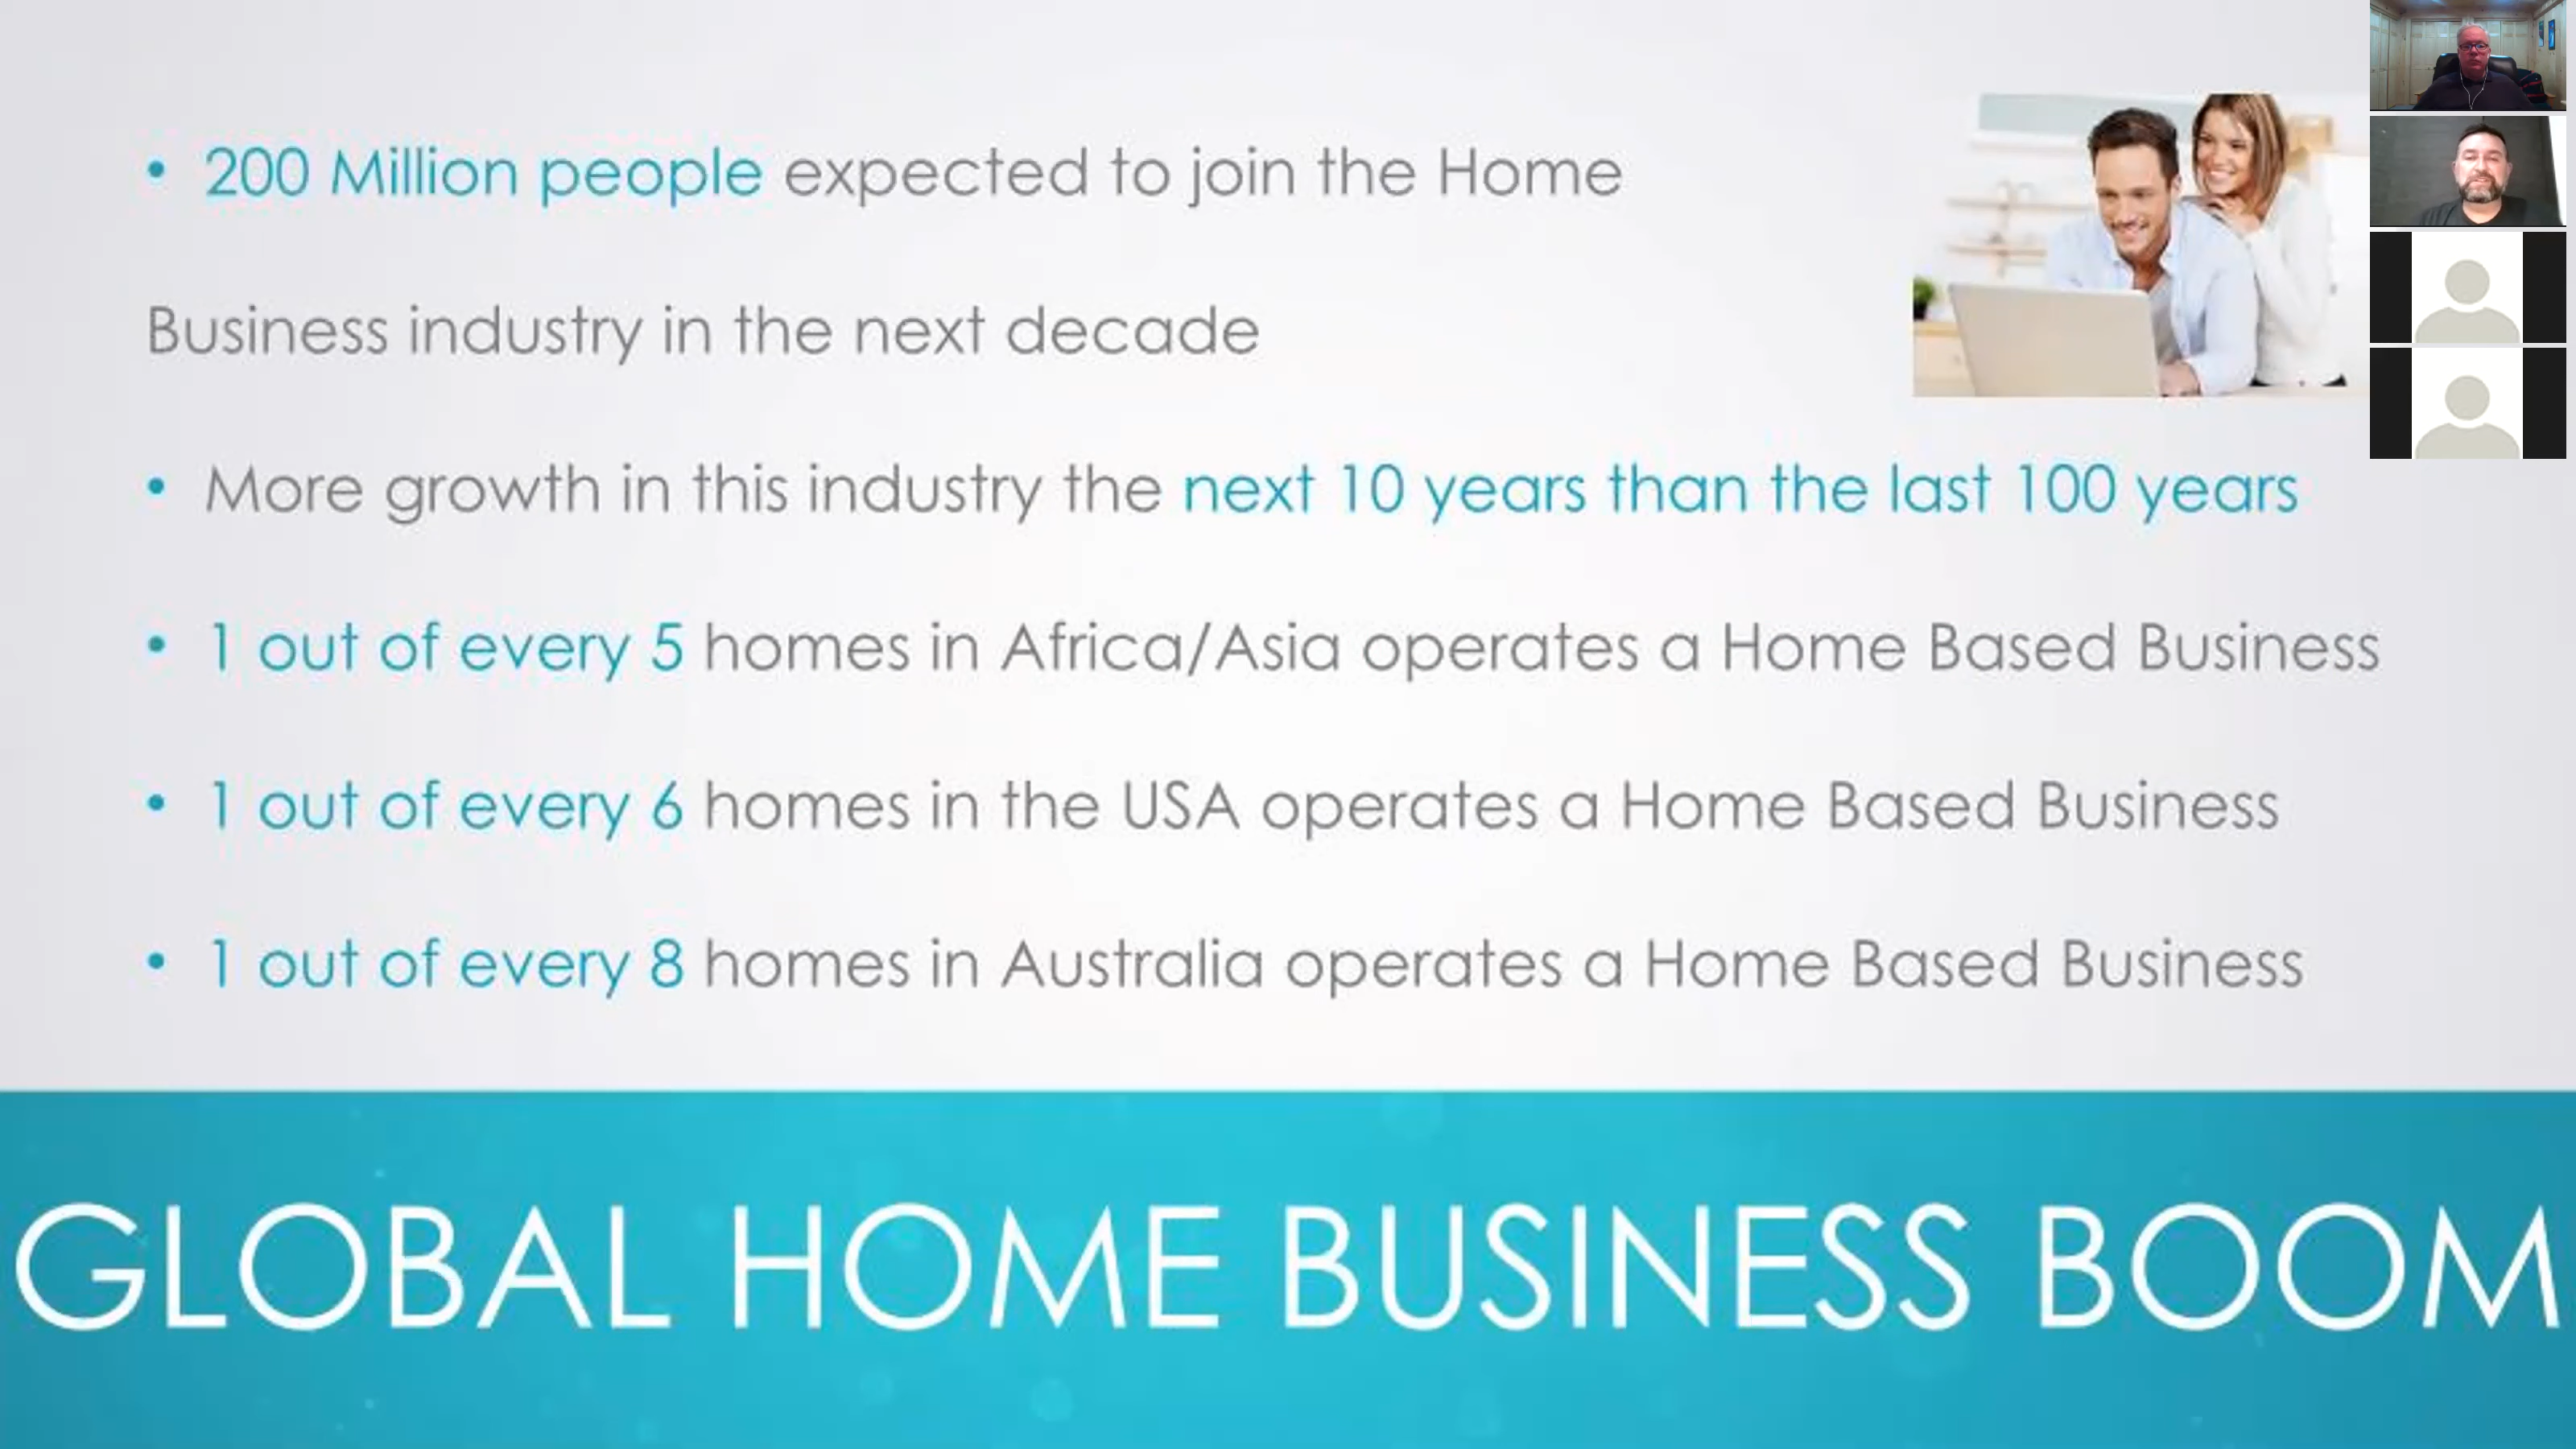 • 200 Million people expected to join the Home
Business industry in the next decade
• More growth in this industry the next 10 years than the last 100 years
• 1 out of every 5 homes in Africa/Asia operates a Home Based Business
• 1 out of every 6 homes in the USA operates a Home Based Business
• 1 out of every 8 homes in Australia operates a Home Based Business
GLOBAL HOME BUSINESS BOOM